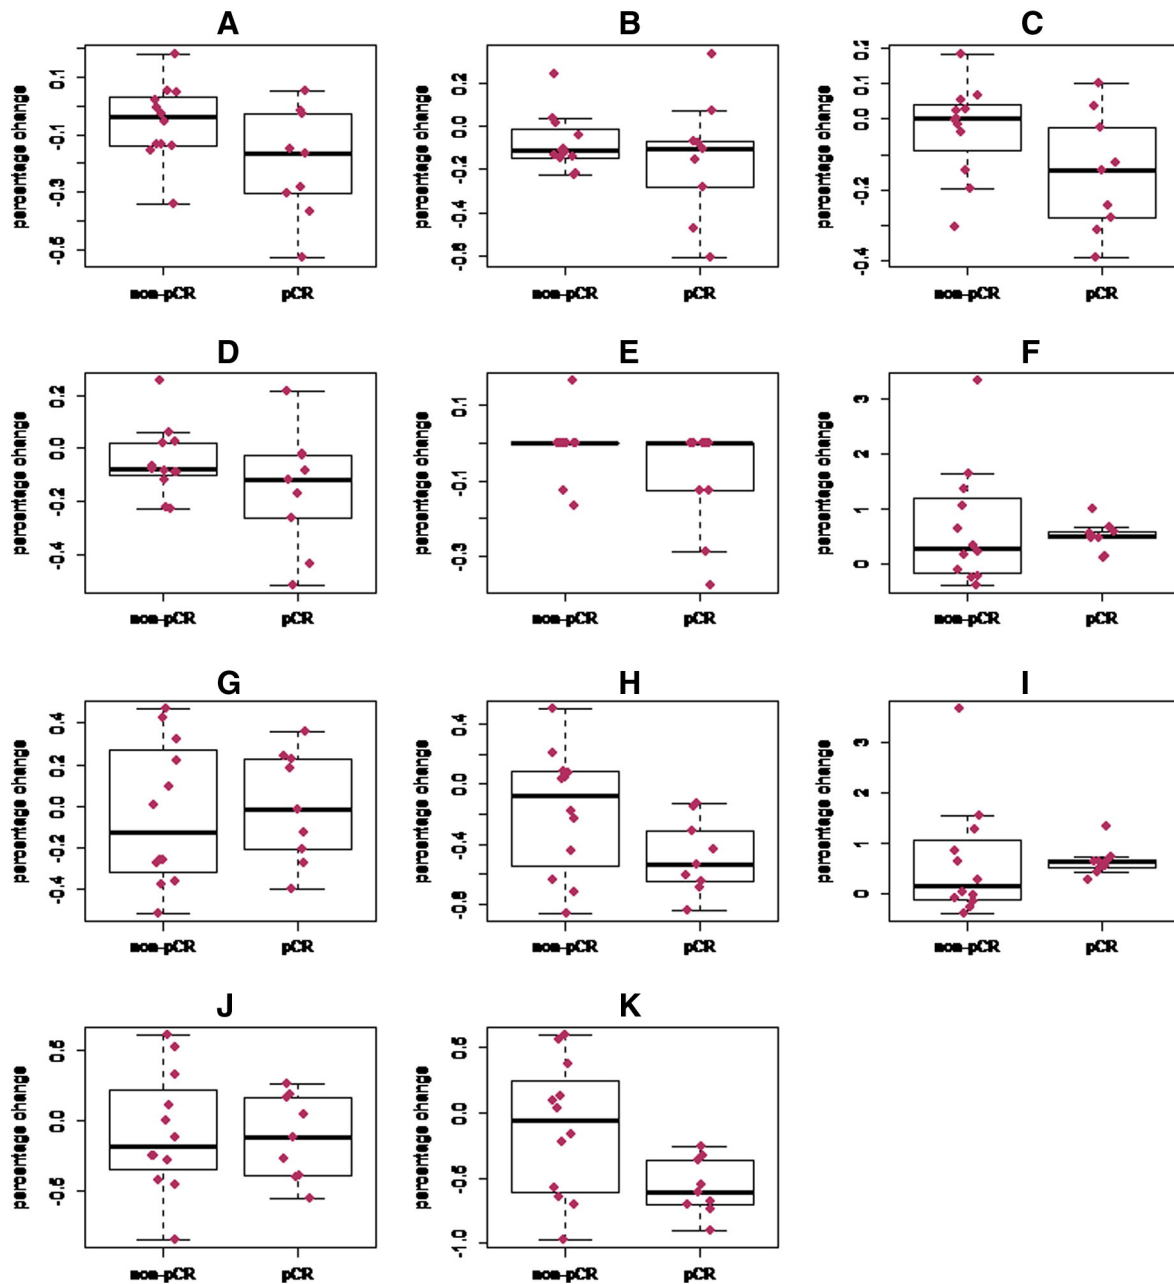 A
percentage change
0.1
-0.1
-0.3
-0.5
non-pCR pCR
B
percentage change
0.2
0.0
-0.2
-0.4
-0.6
non-pCR pCR
C
percentage change
0.2
0.1
0.0
-0.2
-0.4
non-pCR pCR
D
percentage change
0.2
0.0
-0.2
-0.4
non-pCR pCR
E
percentage change
0.1
-0.1
-0.3
non-pCR pCR
F
percentage change
3
2
1
0
non-pCR pCR
G
percentage change
0.4
0.2
0.0
-0.2
-0.4
non-pCR pCR
H
percentage change
0.4
0.0
-0.4
-0.8
non-pCR pCR
I
percentage change
3
2
1
0
non-pCR pCR
J
percentage change
0.5
0.0
-0.5
non-pCR pCR
K
percentage change
0.5
0.0
-0.5
-1.0
non-pCR pCR